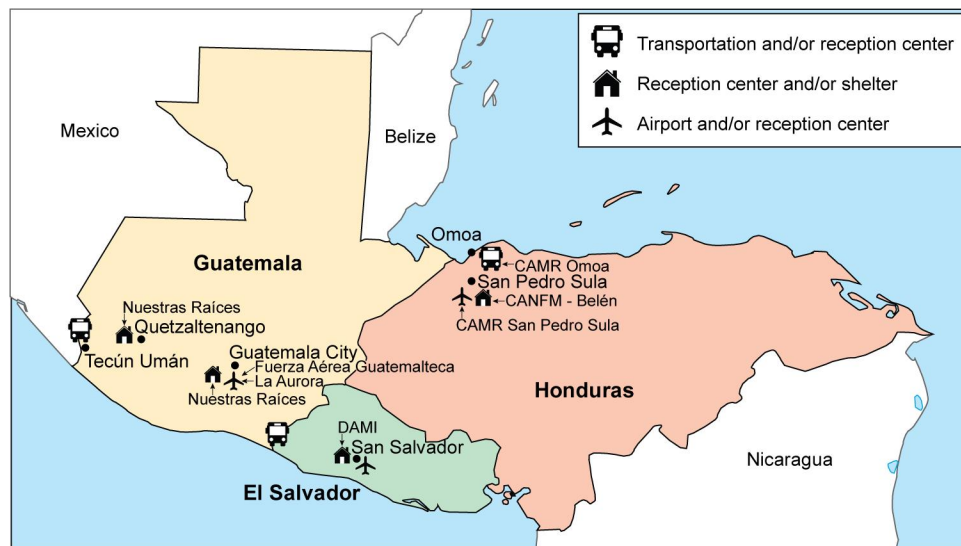 Transportation and/or reception center
Reception center and/or shelter
Airport and/or reception center
Mexico
Belize
Omoa
CAMR Omoa
Guatemala
San Pedro Sula
CANFM - Belén
CAMR San Pedro Sula
Nuestras Raíces
Quetzaltenango
Tecún Umán
Guatemala City
Fuerza Aérea Guatemalteca
La Aurora
Nuestras Raíces
Honduras
DAMI
San Salvador
El Salvador
Nicaragua